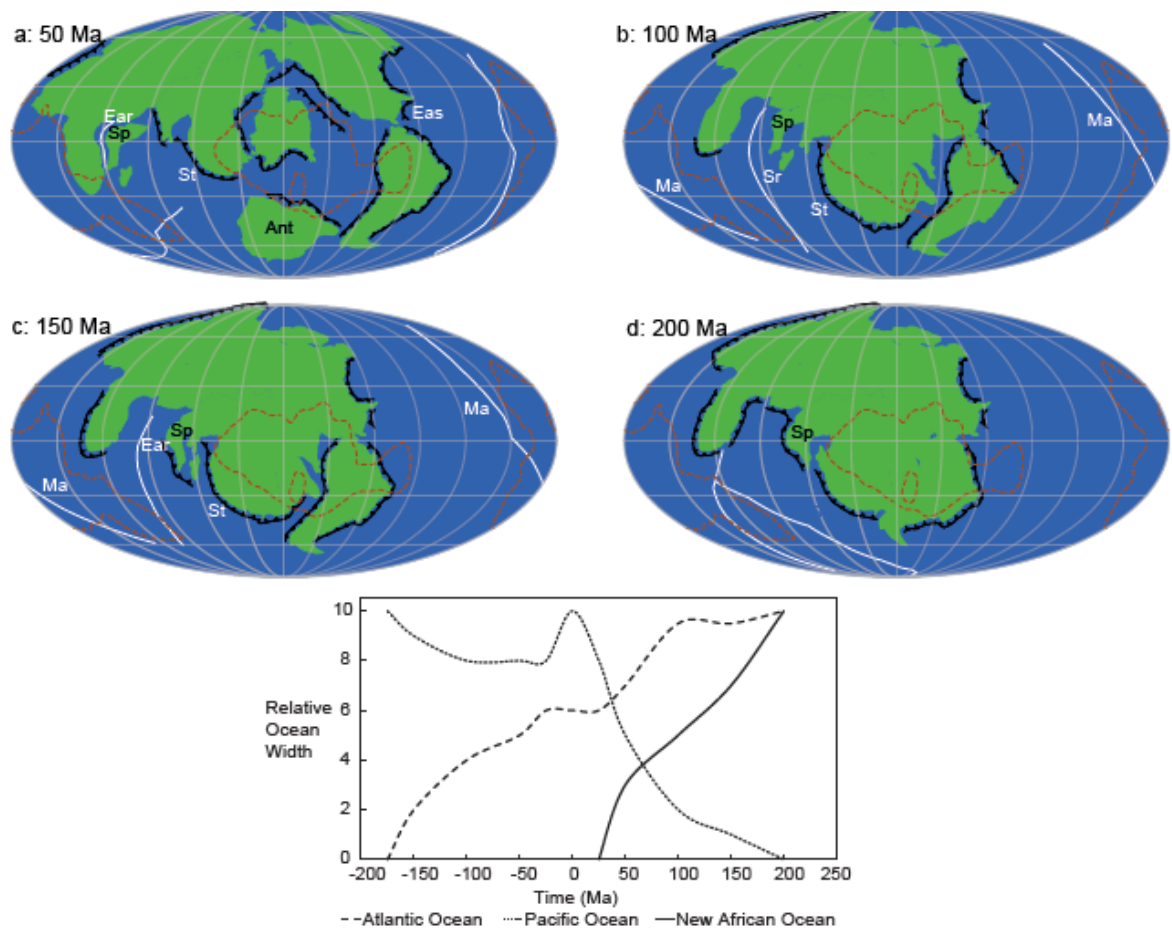 a: 50 Ma
Ear
Sp
Eas
St
Ant
b: 100 Ma
Ma
Sp
Ma
Sr
St
c: 150 Ma
Ma
Sp
Ear
Ma
St
d: 200 Ma
Sp
10
8
6
4
2
0
Relative
Ocean
Width
-200 -150 -100 -50 0 50 100 150 200 250
Time (Ma)
Atlantic Ocean Pacific Ocean New African Ocean